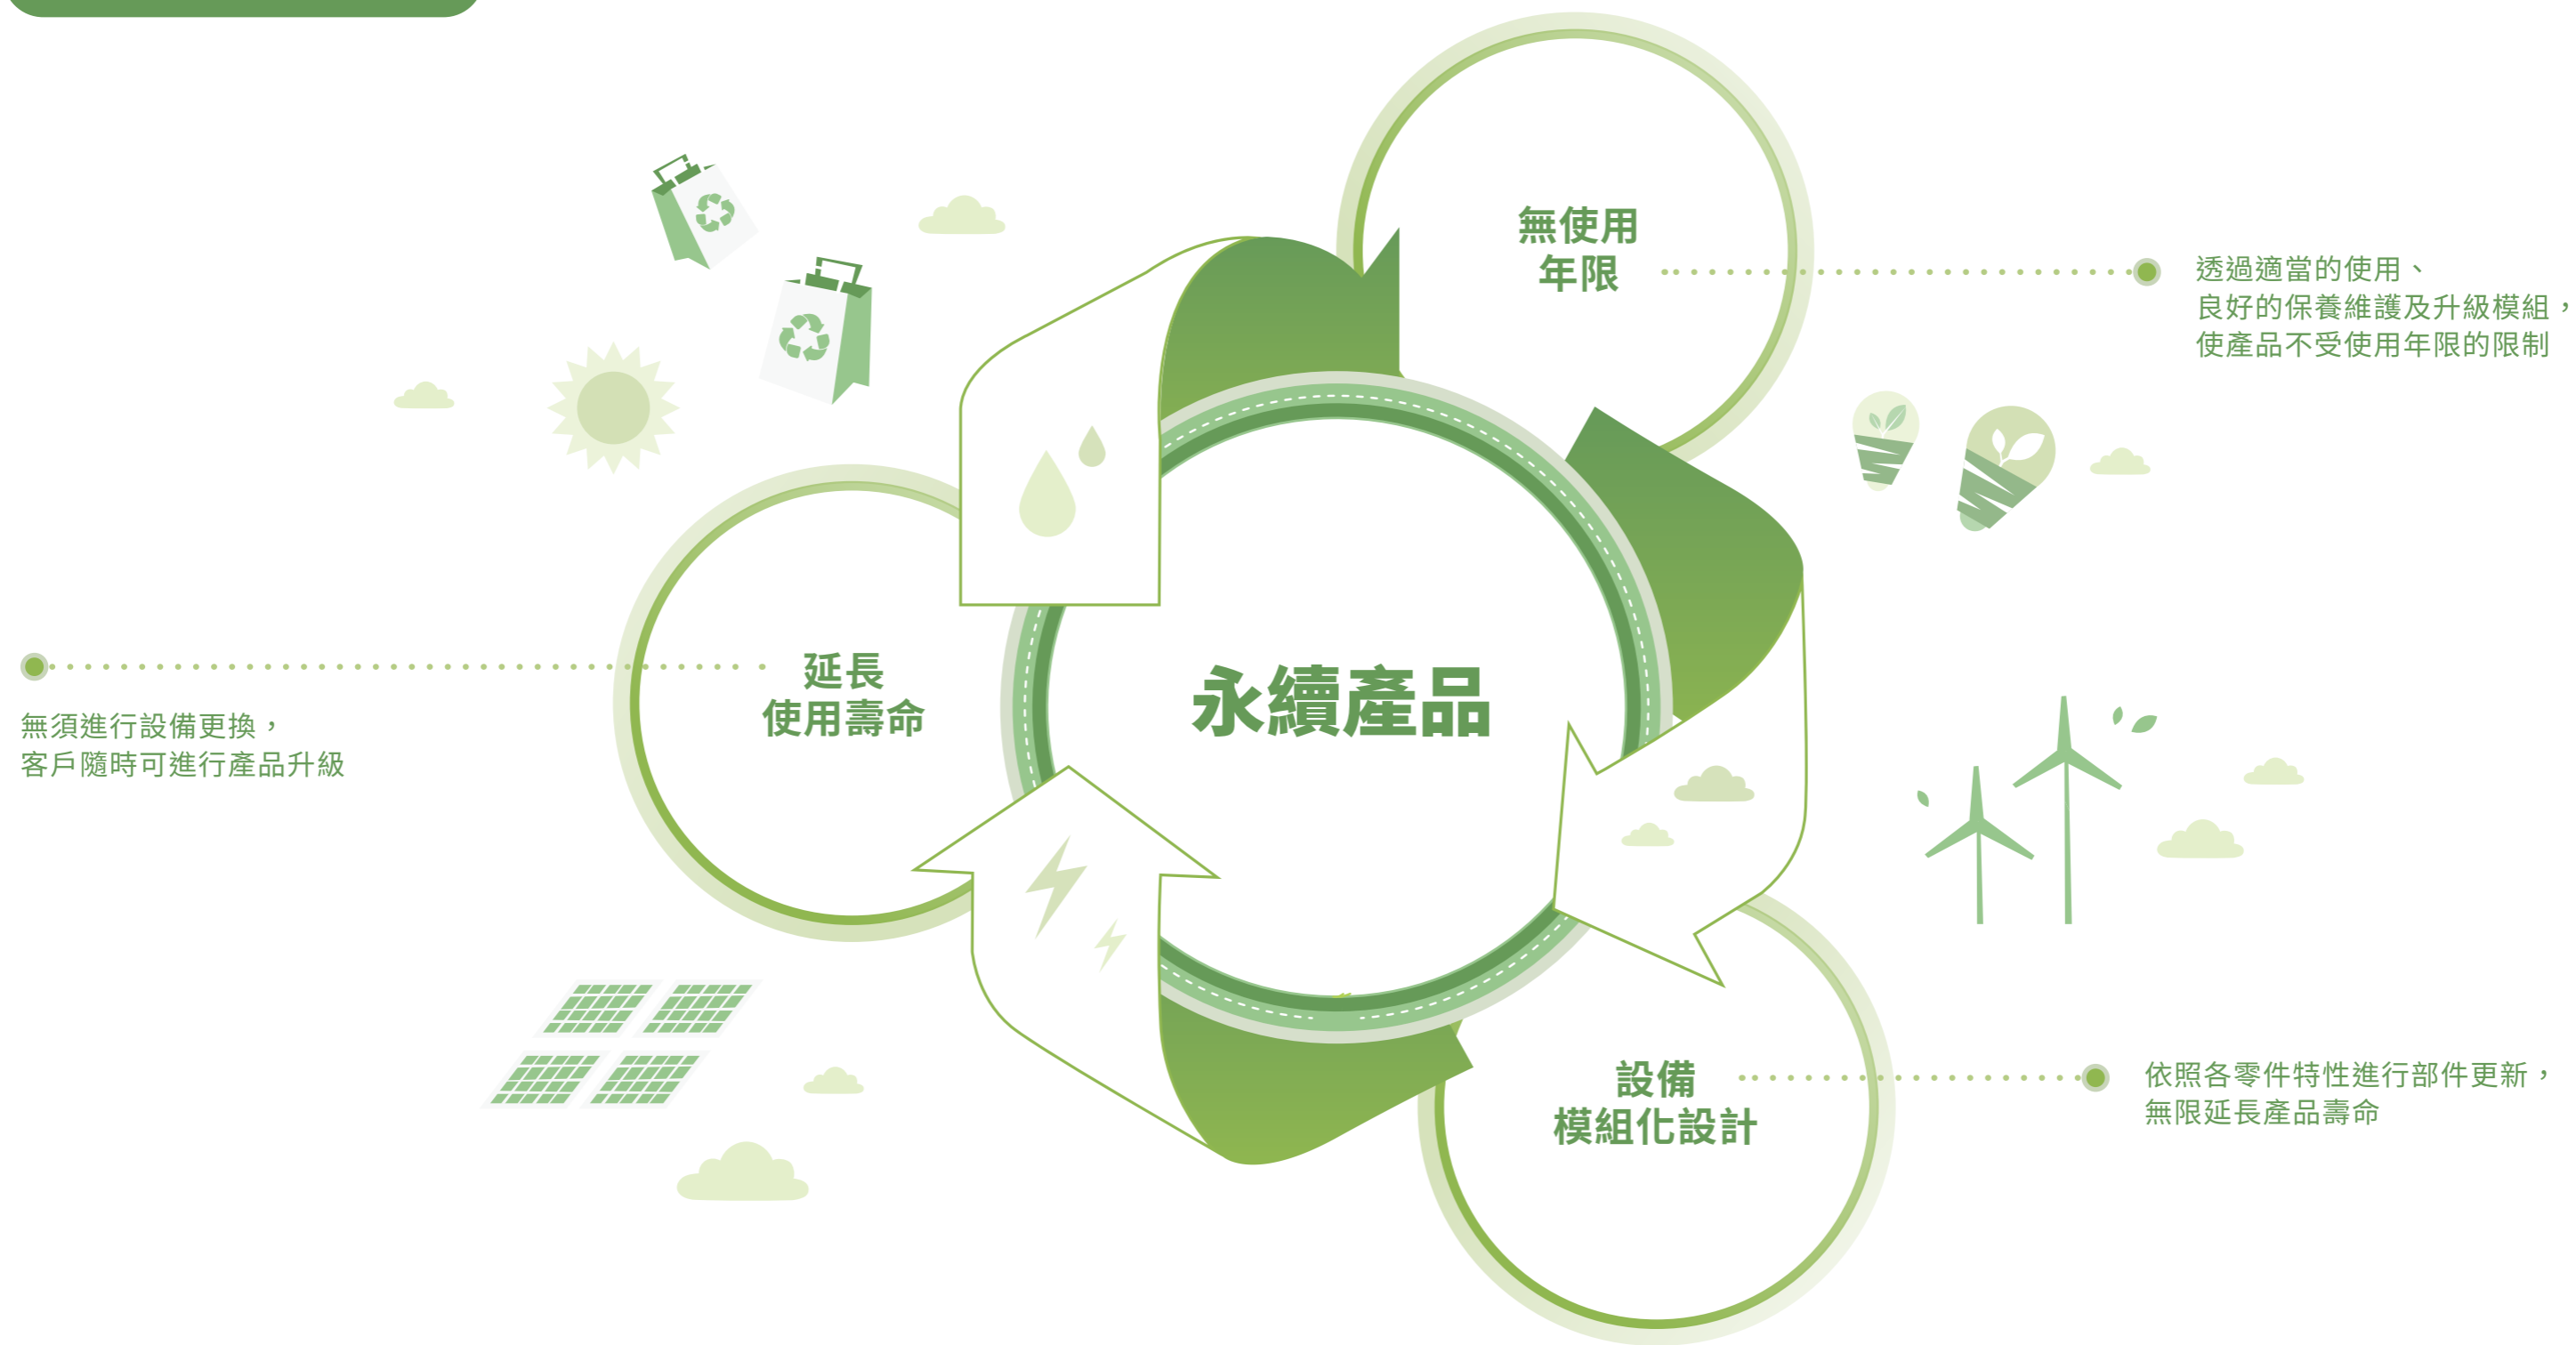 無使用
年限
透過適當的使用、
良好的保養維護及升級模組，
使產品不受使用年限的限制
延長
使用壽命
無須進行設備更換，
客戶隨時可進行產品升級
永續產品
設備
模組化設計
依照各零件特性進行部件更新，
無限延長產品壽命